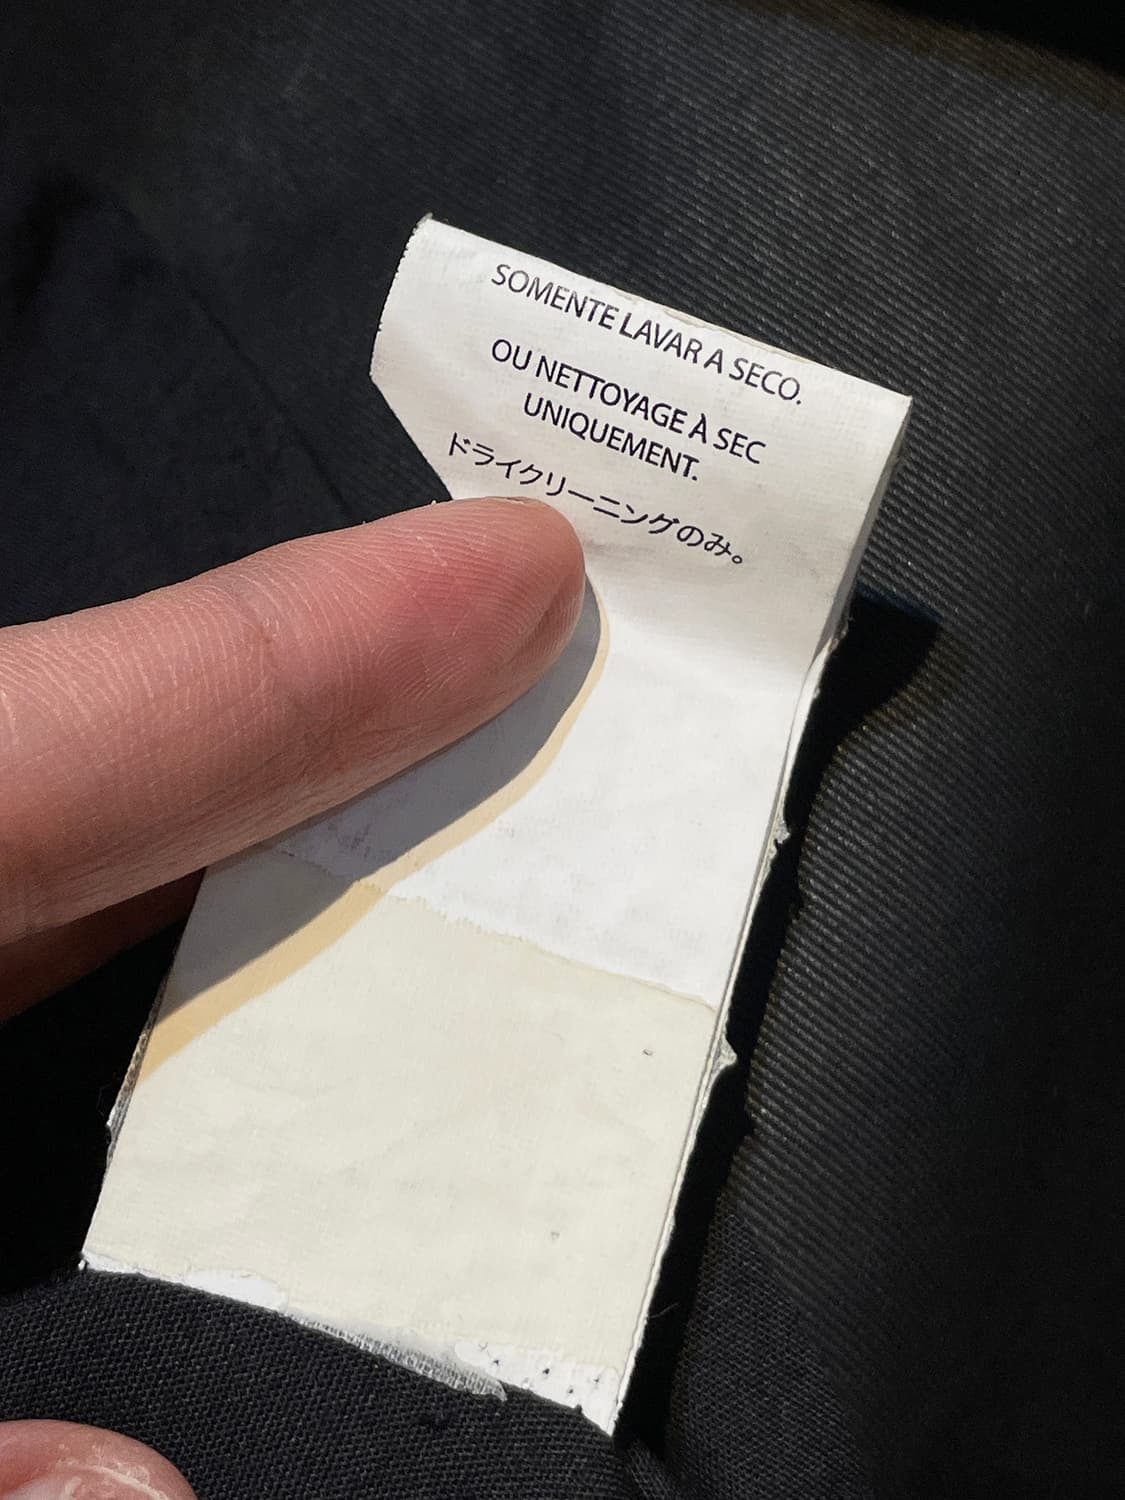 SOMENTE LAVAR A SECO.
OU NETTOYAGE À SEC
UNIQUEMENT.
ドライクリーニングのみ。